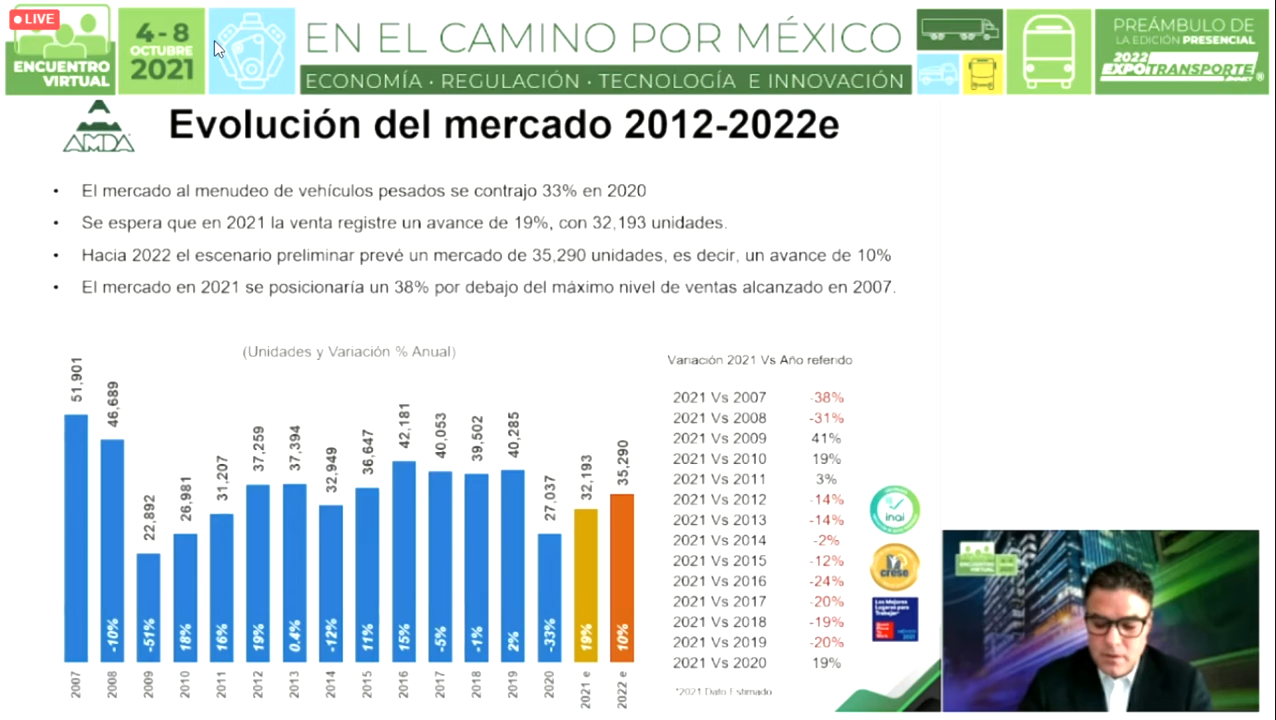 LIVE
ENCUENTRO
VIRTUAL
4 - 8
OCTUBRE
2021
EN EL CAMINO POR MÉXICO
ECONOMÍA · REGULACIÓN · TECNOLOGÍA E INNOVACIÓN
PREÁMBULO DE
LA EDICIÓN PRESENCIAL
2022
EXPOTRANSPORTE
®
AMDA
Evolución del mercado 2012-2022e
• El mercado al menudeo de vehículos pesados se contrajo 33% en 2020
• Se espera que en 2021 la venta registre un avance de 19%, con 32,193 unidades.
• Hacia 2022 el escenario preliminar prevé un mercado de 35,290 unidades, es decir, un avance de 10%
• El mercado en 2021 se posicionaría un 38% por debajo del máximo nivel de ventas alcanzado en 2007.
(Unidades y Variación % Anual)
51,901 46,689 22,892 26,981 31,207 37,259 37,394 32,949 36,647 42,181 40,053 39,502 40,285 27,037 32,193 35,290
-10% -51% 18% 16% 19% 0.4% -12% 11% 15% -5% -1% 2% -33% 19% 10%
2007 2008 2009 2010 2011 2012 2013 2014 2015 2016 2017 2018 2019 2020 2021 e 2022 e
Variación 2021 Vs Año referido
2021 Vs 2007 -38%
2021 Vs 2008 -31%
2021 Vs 2009 41%
2021 Vs 2010 19%
2021 Vs 2011 3%
2021 Vs 2012 -14%
2021 Vs 2013 -14%
2021 Vs 2014 -2%
2021 Vs 2015 -12%
2021 Vs 2016 -24%
2021 Vs 2017 -20%
2021 Vs 2018 -19%
2021 Vs 2019 -20%
2021 Vs 2020 19%
*2021 Dato Estimado
inai
crese
Los Mejores
Lugares para
Trabajar
MÉXICO
2021
ENCUENTRO
VIRTUAL